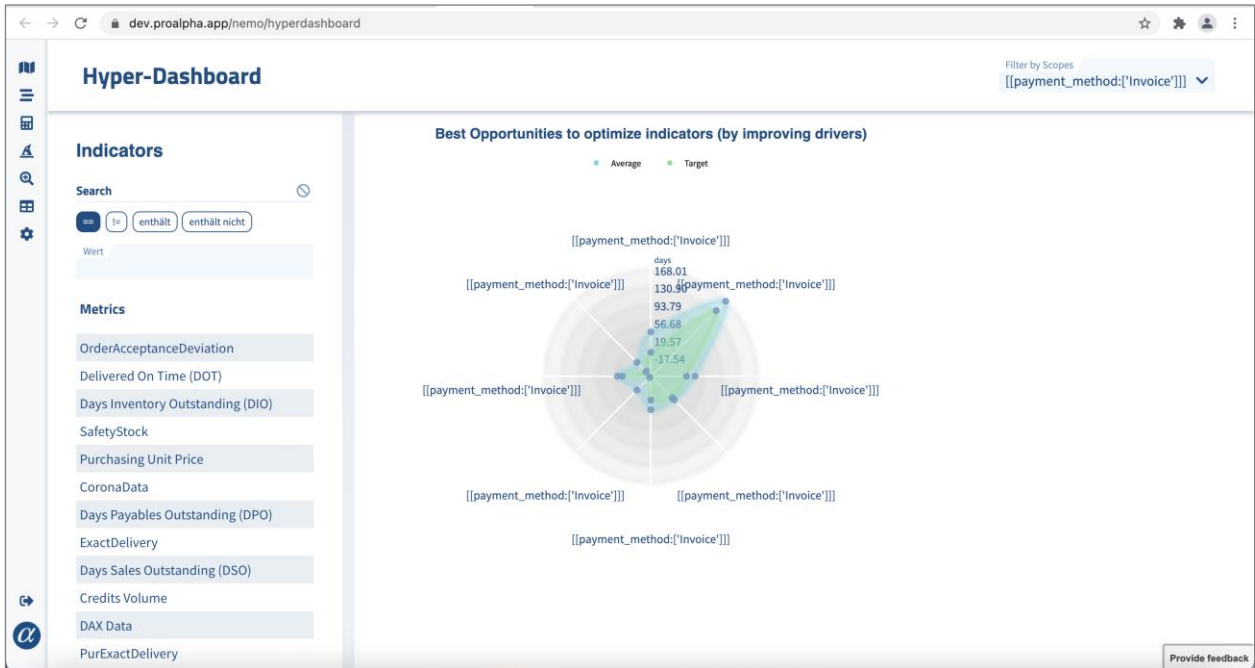 dev.proalpha.app/nemo/hyperdashboard
Hyper-Dashboard
Filter by Scopes
[[payment_method:['Invoice']]]
Indicators
Search
==
!=
enthält
enthält nicht
Wert
Metrics
OrderAcceptanceDeviation
Delivered On Time (DOT)
Days Inventory Outstanding (DIO)
SafetyStock
Purchasing Unit Price
CoronaData
Days Payables Outstanding (DPO)
ExactDelivery
Days Sales Outstanding (DSO)
Credits Volume
DAX Data
PurExactDelivery
α
Best Opportunities to optimize indicators (by improving drivers)
Average
Target
[[payment_method:['Invoice']]]
days
168.01
[[payment_method:['Invoice']]]
130.90
[[payment_method:['Invoice']]]
93.79
56.68
19.57
-17.54
[[payment_method:['Invoice']]]
[[payment_method:['Invoice']]]
[[payment_method:['Invoice']]]
[[payment_method:['Invoice']]]
[[payment_method:['Invoice']]]
Provide feedback